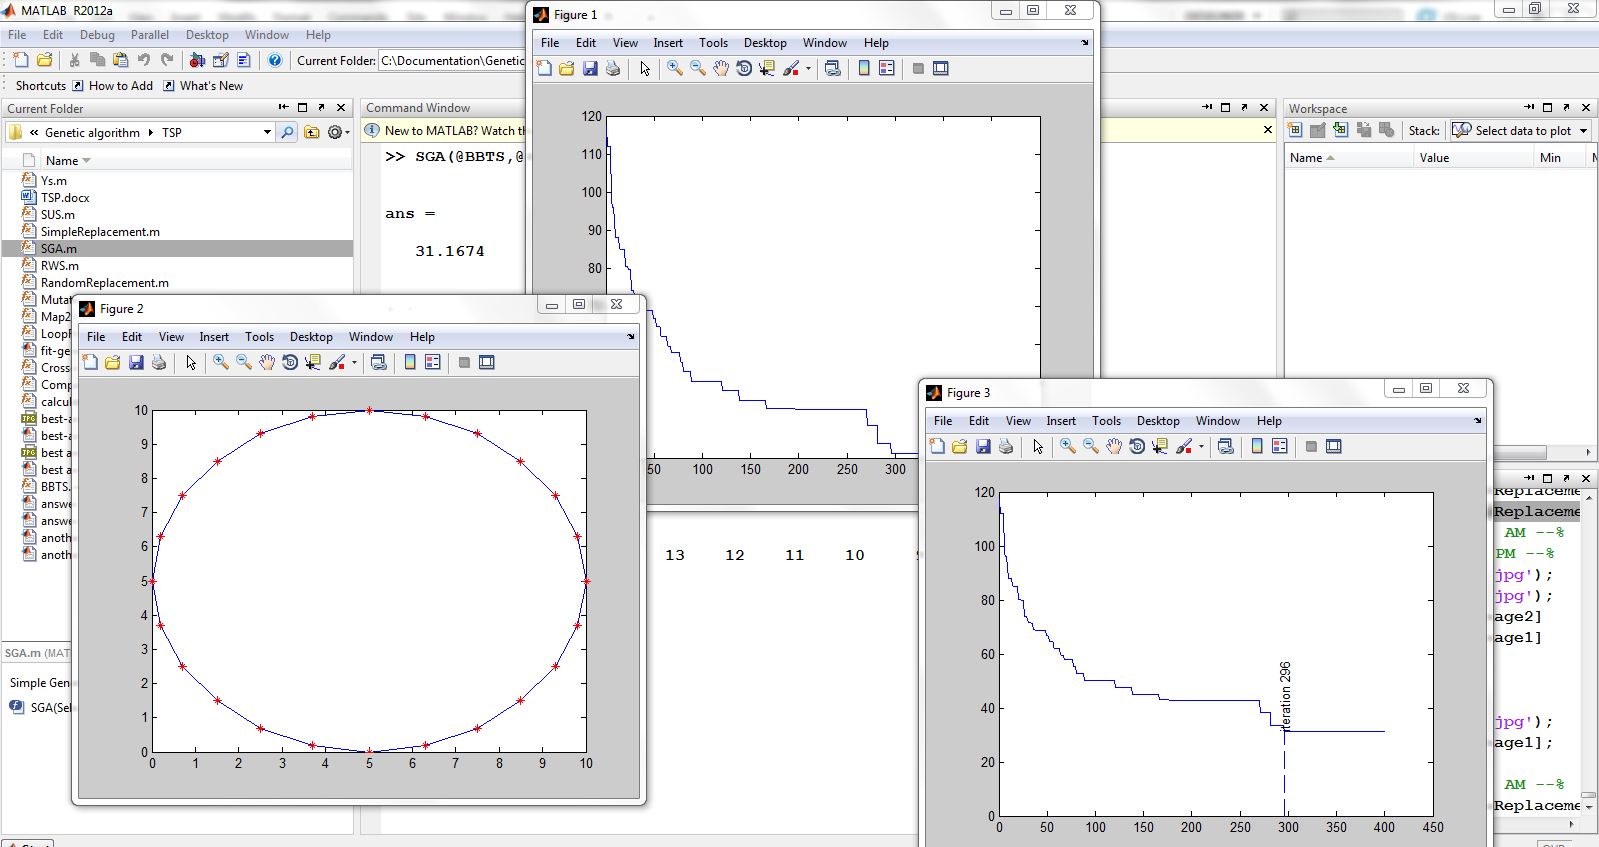 MATLAB R2012a
File Edit Debug Parallel Desktop Window Help
Current Folder: C:\Documentation\Genetic
Shortcuts How to Add What's New
Current Folder
« Genetic algorithm TSP
Name
Ys.m
TSP.docx
SUS.m
SimpleReplacement.m
SGA.m
RWS.m
RandomReplacement.m
Mutat
Map2
LoopF
fit-ge
Cross
Comp
calcul
best-a
best-a
best a
best a
BBTS.
answe
answe
anoth
anoth
SGA.m (MAT
Simple Gen
SGA(Sel
Start
Command Window
New to MATLAB? Watch th
>> SGA(@BBTS,@
ans =
31.1674
13 12 11 10
Figure 1
File Edit View Insert Tools Desktop Window Help
120
110
100
90
80
50 100 150 200 250 300
Figure 2
File Edit View Insert Tools Desktop Window Help
10
9
8
7
6
5
4
3
2
1
0
0 1 2 3 4 5 6 7 8 9 10
Figure 3
File Edit View Insert Tools Desktop Window Help
120
100
80
60
40
20
0
0 50 100 150 200 250 300 350 400 450
iteration 296
Workspace
Stack: Select data to plot
Name Value Min
Replaceme
Replaceme
AM --%
PM --%
jpg');
jpg');
age2]
age1]
jpg');
age1];
AM --%
Replaceme